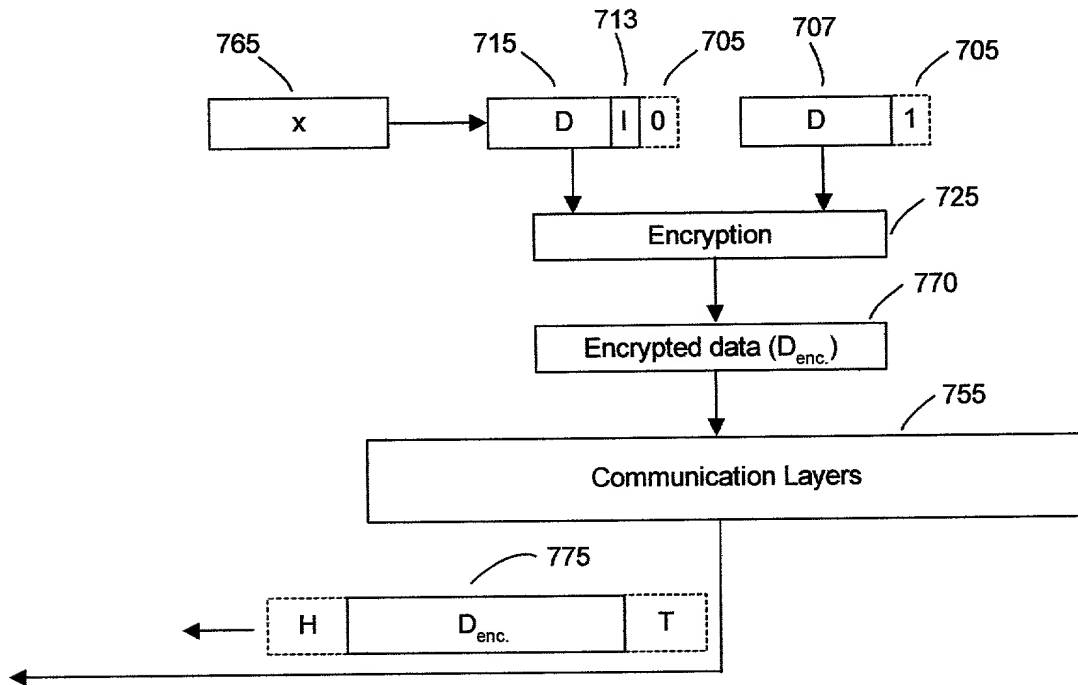 765 715 713 705 707 705
x D I 0 D 1
725
Encryption
770
Encrypted data (Denc.)
755
Communication Layers
775
H Denc. T